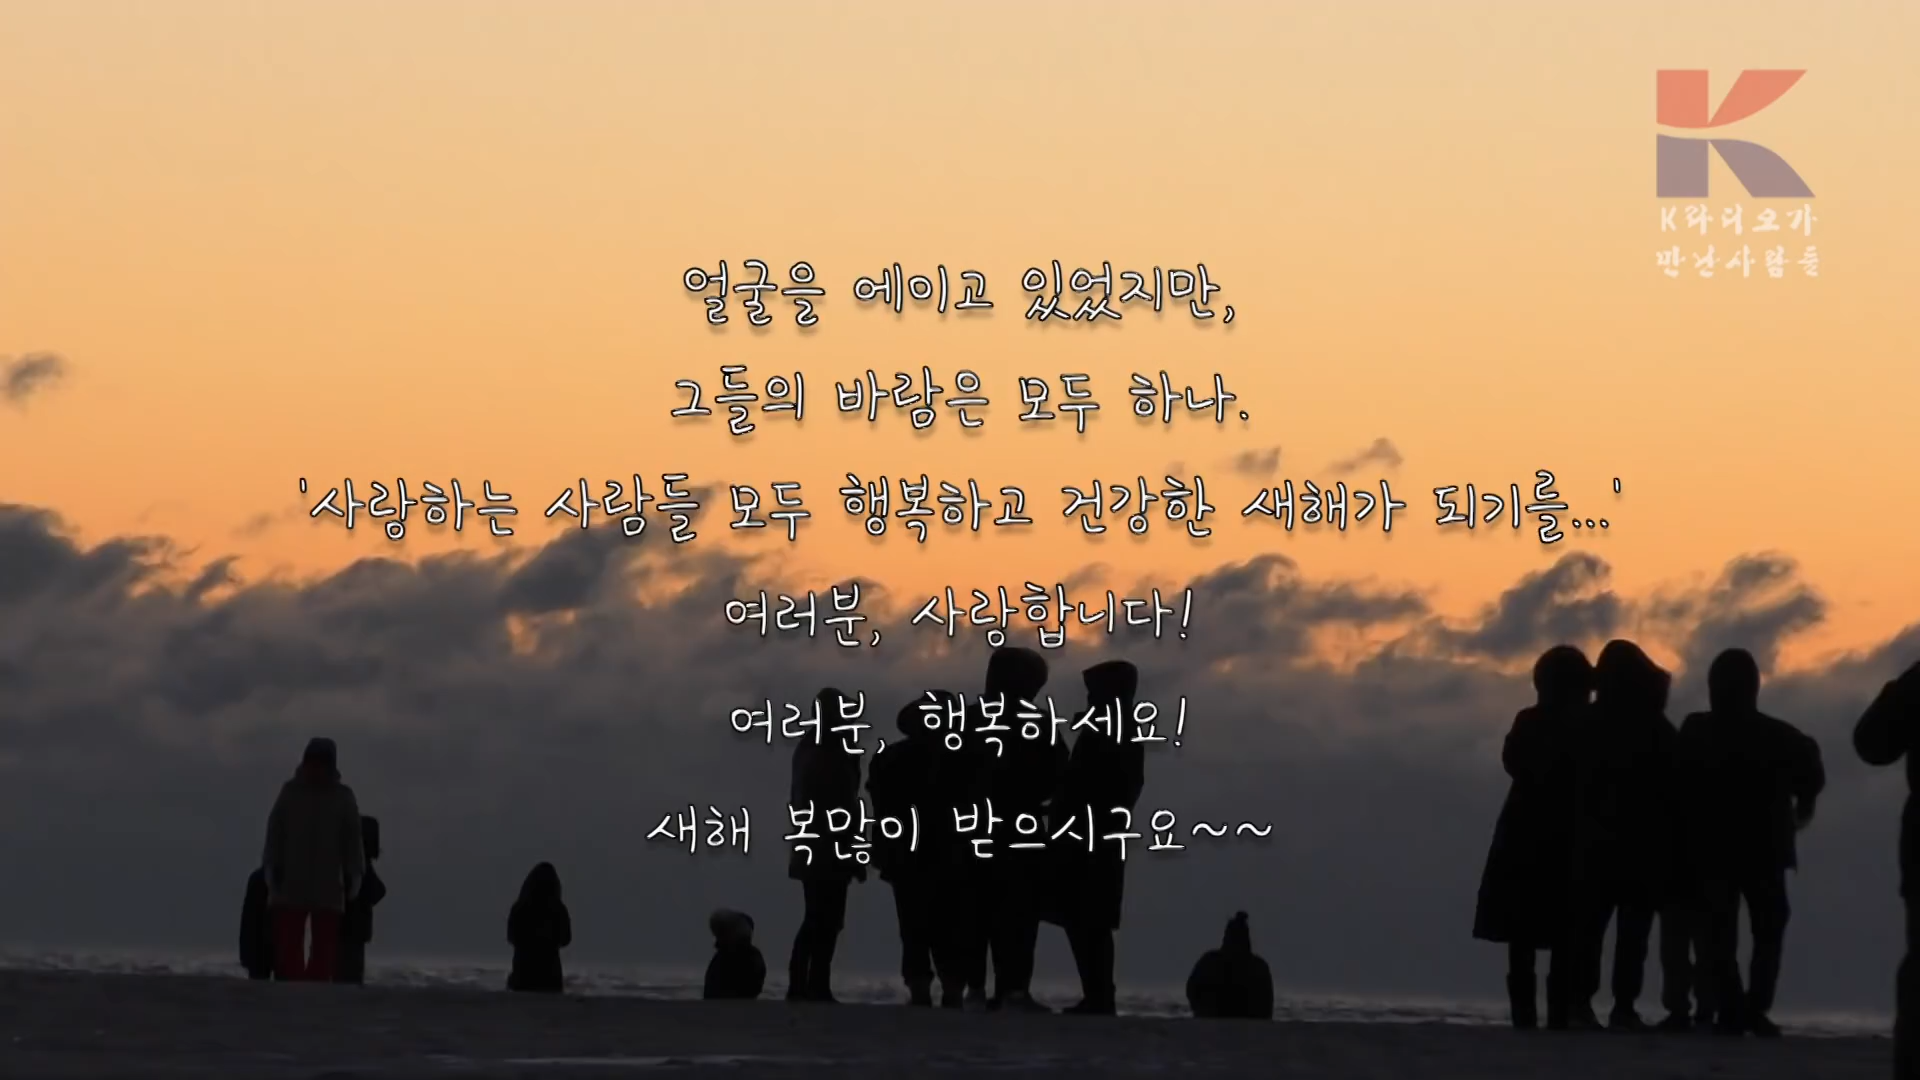 K라디오가
만난사람들
얼굴을 에이고 있었지만,
그들의 바람은 모두 하나.
'사랑하는 사람들 모두 행복하고 건강한 새해가 되기를...'
여러분, 사랑합니다!
여러분, 행복하세요!
새해 복많이 받으시구요~~